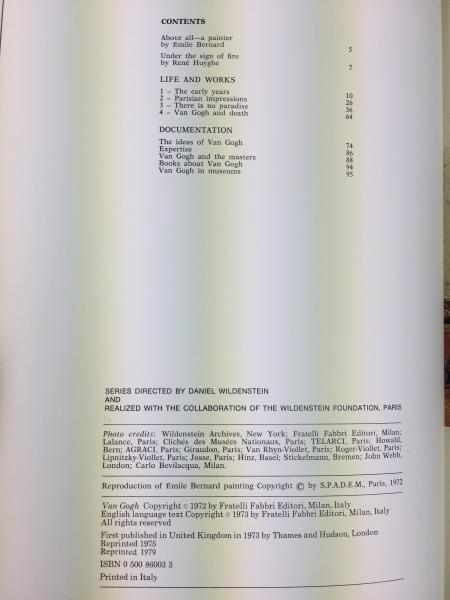 CONTENTS
Above all—a painter
by Emile Bernard 5
Under the sign of fire
by René Huyghe 7
LIFE AND WORKS
1 – The early years 10
2 – Parisian impressions 26
3 – There is no paradise 36
4 – Van Gogh and death 64
DOCUMENTATION
The ideas of Van Gogh 74
Expertise 86
Van Gogh and the masters 88
Books about Van Gogh 94
Van Gogh in museums 95
SERIES DIRECTED BY DANIEL WILDENSTEIN
AND
REALIZED WITH THE COLLABORATION OF THE WILDENSTEIN FOUNDATION, PARIS
Photo credits: Wildenstein Archives, New York; Fratelli Fabbri Editori, Milan;
Lalance, Paris; Clichés des Musées Nationaux, Paris; TELARCI, Paris; Howald,
Bern; AGRACI, Paris; Giraudon, Paris; Van Rhyn-Viollet, Paris; Roger-Viollet, Paris;
Lipnitzky-Viollet, Paris; Josse, Paris; Hinz, Basel; Stickelmann, Bremen; John Webb,
London; Carlo Bevilacqua, Milan.
Reproduction of Emile Bernard painting Copyright © by S.P.A.D.E.M., Paris, 1972
Van Gogh Copyright © 1972 by Fratelli Fabbri Editori, Milan, Italy
English language text Copyright © 1973 by Fratelli Fabbri Editori, Milan, Italy
All rights reserved
First published in United Kingdom in 1973 by Thames and Hudson, London
Reprinted 1975
Reprinted 1979
ISBN 0 500 86003 3
Printed in Italy